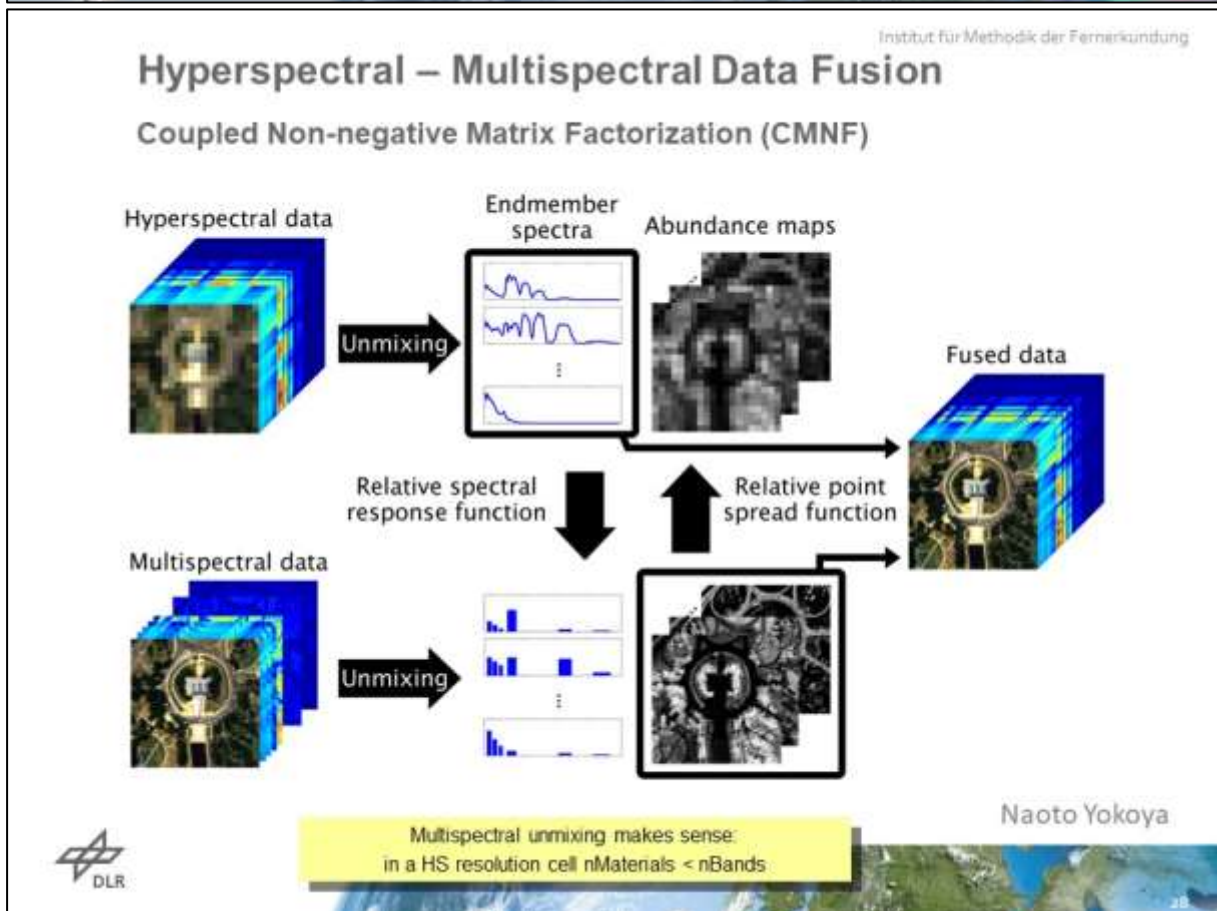 Institut für Methodik der Fernerkundung
Hyperspectral – Multispectral Data Fusion
Coupled Non-negative Matrix Factorization (CMNF)
Hyperspectral data
Endmember
spectra
Abundance maps
Unmixing
Fused data
Relative spectral
response function
Relative point
spread function
Multispectral data
Unmixing
Naoto Yokoya
Multispectral unmixing makes sense:
in a HS resolution cell nMaterials < nBands
DLR
28